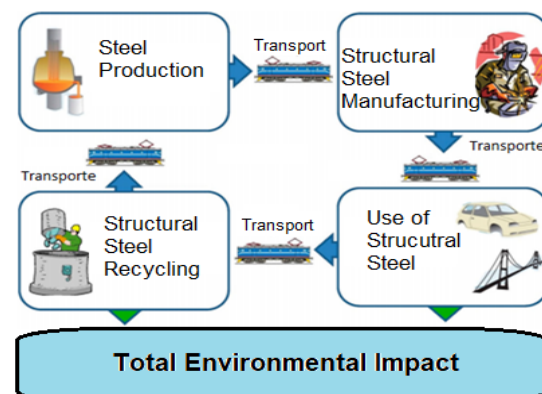 Steel
Production
Transport
Structural
Steel
Manufacturing
Transporte
Transporte
Structural
Steel
Recycling
Transport
Use of
Strucutral
Steel
Total Environmental Impact